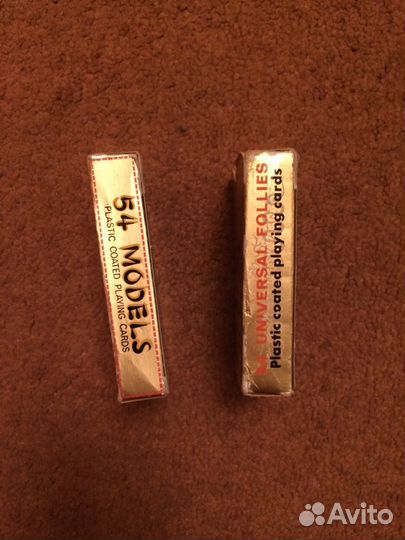 54 MODELS
PLASTIC COATED PLAYING CARDS
UNIVERSAL FOLLIES
Plastic coated playing cards
Avito